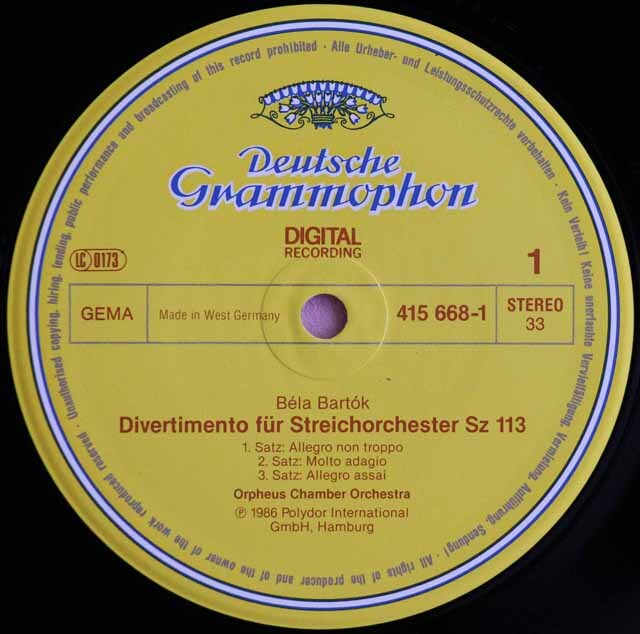 Deutsche
Grammophon
DIGITAL
RECORDING
LC 0173
1
GEMA
Made in West Germany
415 668-1
STEREO
33
Béla Bartók
Divertimento für Streichorchester Sz 113
1. Satz: Allegro non troppo
2. Satz: Molto adagio
3. Satz: Allegro assai
Orpheus Chamber Orchestra
℗ 1986 Polydor International
GmbH, Hamburg
Alle Urheber- und Leistungsschutzrechte vorbehalten · Kein Verleih! Keine unerlaubte Vervielfältigung, Vermietung, Aufführung, Sendung! · All rights of the producer and of the owner of the work reproduced reserved · Unauthorised copying, hiring, lending, public performance and broadcasting of this record prohibited ·